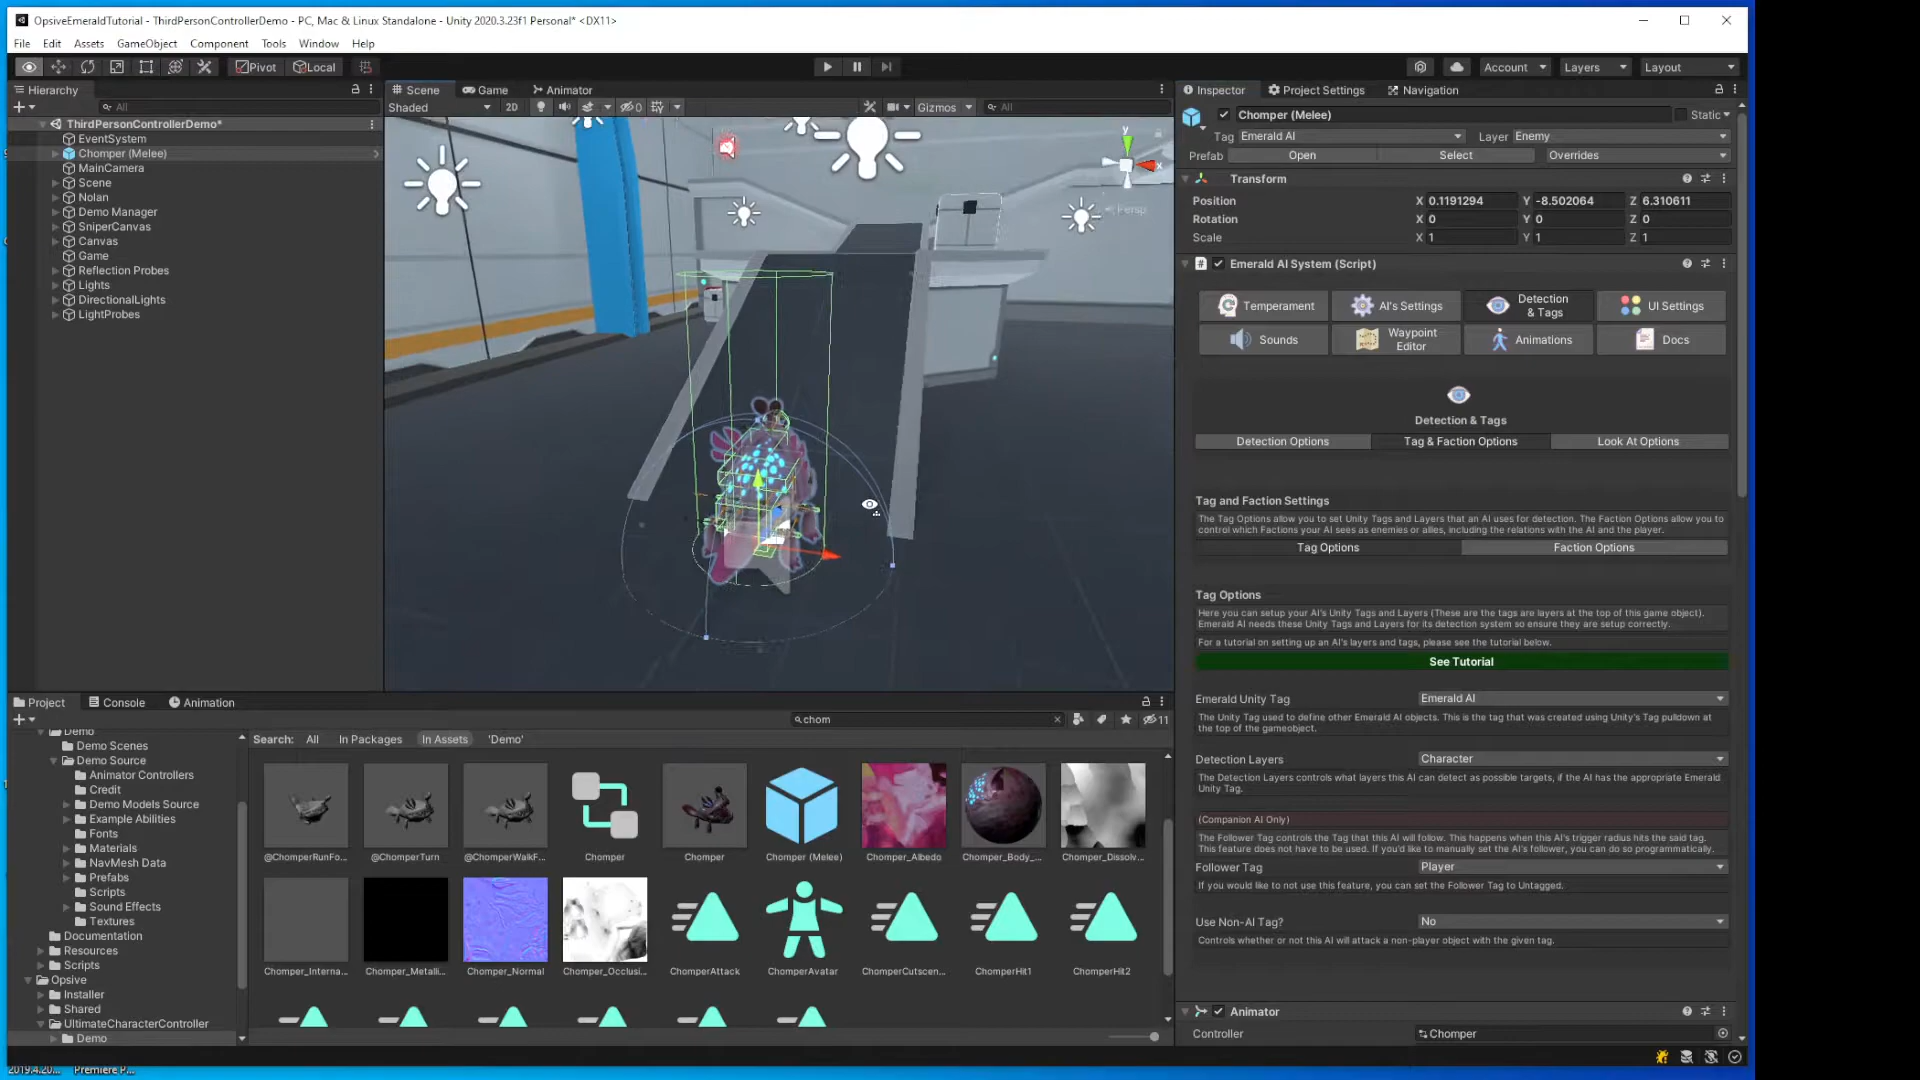 OpsiveEmeraldTutorial - ThirdPersonControllerDemo - PC, Mac & Linux Standalone - Unity 2020.3.23f1 Personal* <DX11>
File Edit Assets GameObject Component Tools Window Help
Pivot Local Account Layers Layout
Hierarchy
All
ThirdPersonControllerDemo*
EventSystem
Chomper (Melee)
MainCamera
Scene
Nolan
Demo Manager
SniperCanvas
Canvas
Game
Reflection Probes
Lights
DirectionalLights
LightProbes
Scene Game Animator
Shaded 2D 0 Gizmos All
y
x
Persp
Inspector Project Settings Navigation
Chomper (Melee) Static
Tag Emerald AI Layer Enemy
Prefab Open Select Overrides
Transform
Position X 0.1191294 Y -8.502064 Z 6.310611
Rotation X 0 Y 0 Z 0
Scale X 1 Y 1 Z 1
Emerald AI System (Script)
Temperament AI's Settings Detection & Tags UI Settings
Sounds Waypoint Editor Animations Docs
Detection & Tags
Detection Options Tag & Faction Options Look At Options
Tag and Faction Settings
The Tag Options allow you to set Unity Tags and Layers that an AI uses for detection. The Faction Options allow you to
control which Factions your AI sees as enemies or allies, including the relations with the AI and the player.
Tag Options Faction Options
Tag Options
Here you can setup your AI's Unity Tags and Layers (These are the tags are layers at the top of this game object).
Emerald AI needs these Unity Tags and Layers for its detection system so ensure they are setup correctly.
For a tutorial on setting up an AI's layers and tags, please see the tutorial below.
See Tutorial
Emerald Unity Tag Emerald AI
The Unity Tag used to define other Emerald AI objects. This is the tag that was created using Unity's Tag pulldown at
the top of the gameobject.
Detection Layers Character
The Detection Layers controls what layers this AI can detect as possible targets, if the AI has the appropriate Emerald
Unity Tag.
(Companion AI Only)
The Follower Tag controls the Tag that this AI will follow. This happens when this AI's trigger radius hits the said tag.
This feature does not have to be used. If you'd like to manually set the AI's follower, you can do so programmatically.
Follower Tag Player
If you would like to not use this feature, you can set the Follower Tag to Untagged.
Use Non-AI Tag? No
Controls whether or not this AI will attack a non-player object with the given tag.
Animator
Controller Chomper
Project Console Animation
chom 11
Demo
Demo Scenes
Demo Source
Animator Controllers
Credit
Demo Models Source
Example Abilities
Fonts
Materials
NavMesh Data
Prefabs
Scripts
Sound Effects
Textures
Documentation
Resources
Scripts
Opsive
Installer
Shared
UltimateCharacterController
Demo
Search: All In Packages In Assets 'Demo'
@ChomperRunFo... @ChomperTurn @ChomperWalkF... Chomper Chomper Chomper (Melee) Chomper_Albedo Chomper_Body_... Chomper_Dissolv...
Chomper_Interna... Chomper_Metalli... Chomper_Normal Chomper_Occlusi... ChomperAttack ChomperAvatar ChomperCutscen... ChomperHit1 ChomperHit2
2019.4.20... Premiere P...